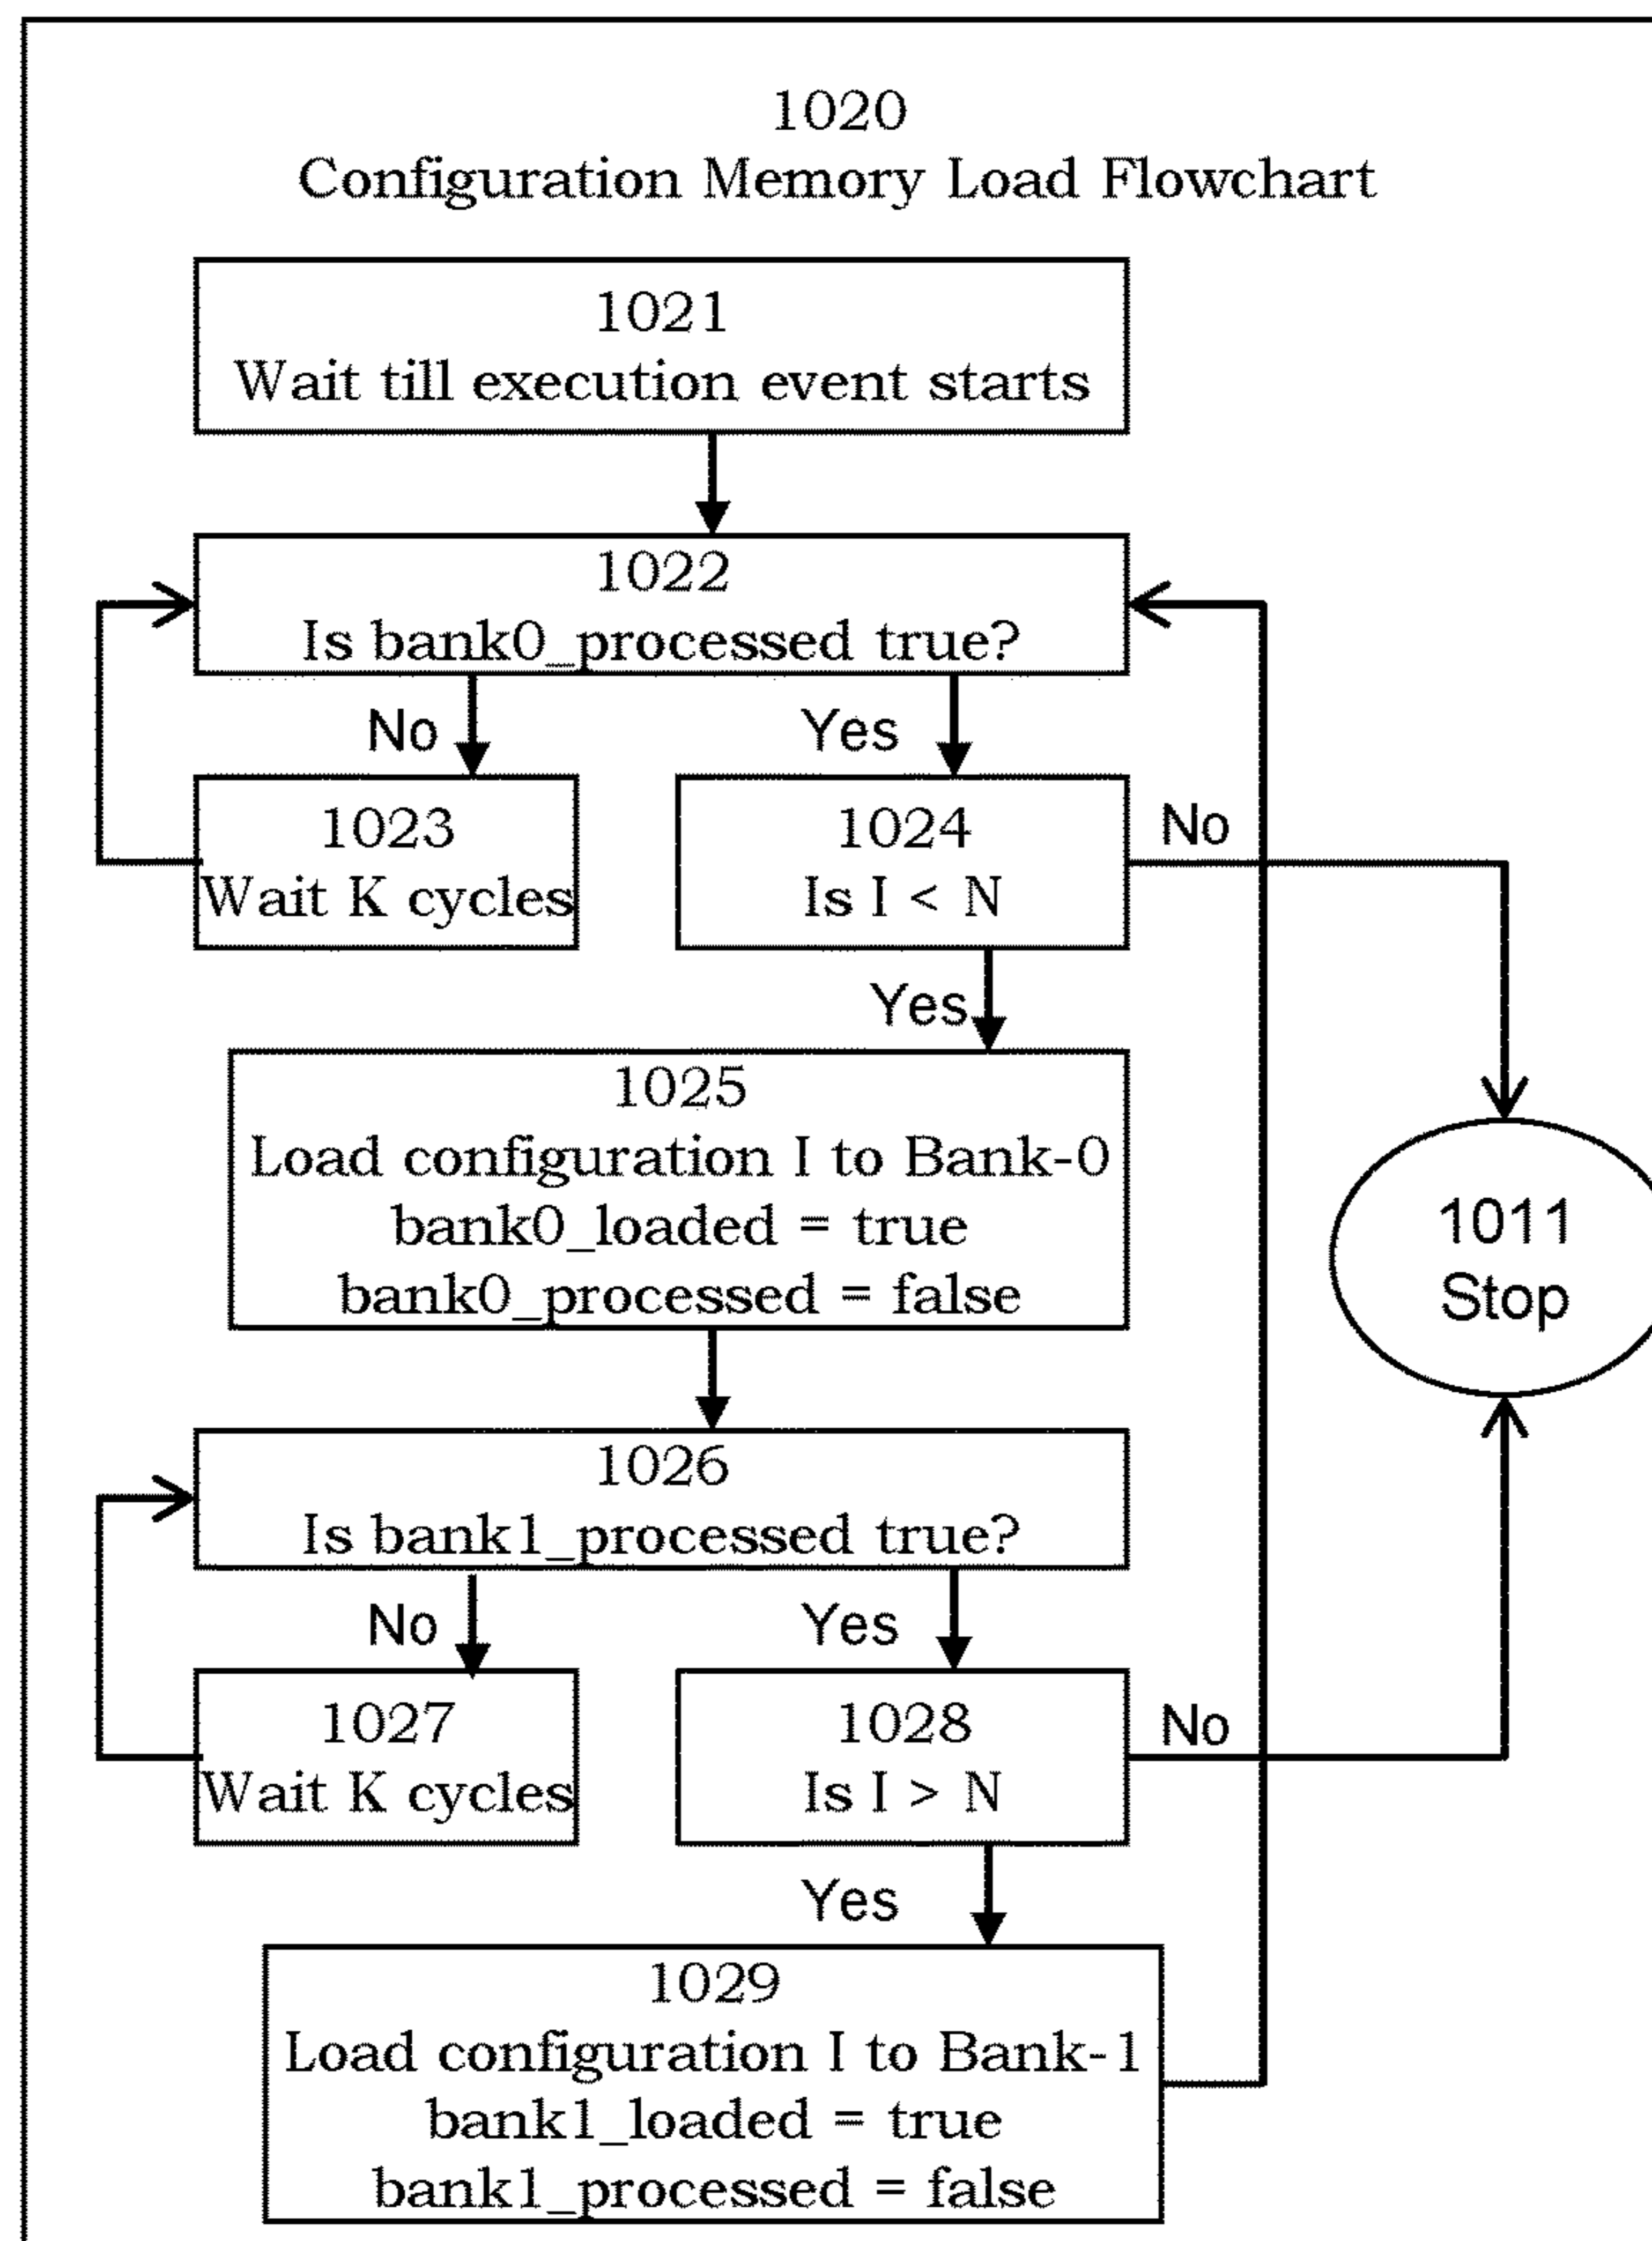 1020
Configuration Memory Load Flowchart
1021
Wait till execution event starts
1022
Is bank0_processed true?
No
Yes
1023
Wait K cycles
1024
Is I < N
No
Yes
1025
Load configuration I to Bank-0
bank0_loaded = true
bank0_processed = false
1011
Stop
1026
Is bank1_processed true?
No
Yes
1027
Wait K cycles
1028
Is I > N
No
Yes
1029
Load configuration I to Bank-1
bank1_loaded = true
bank1_processed = false